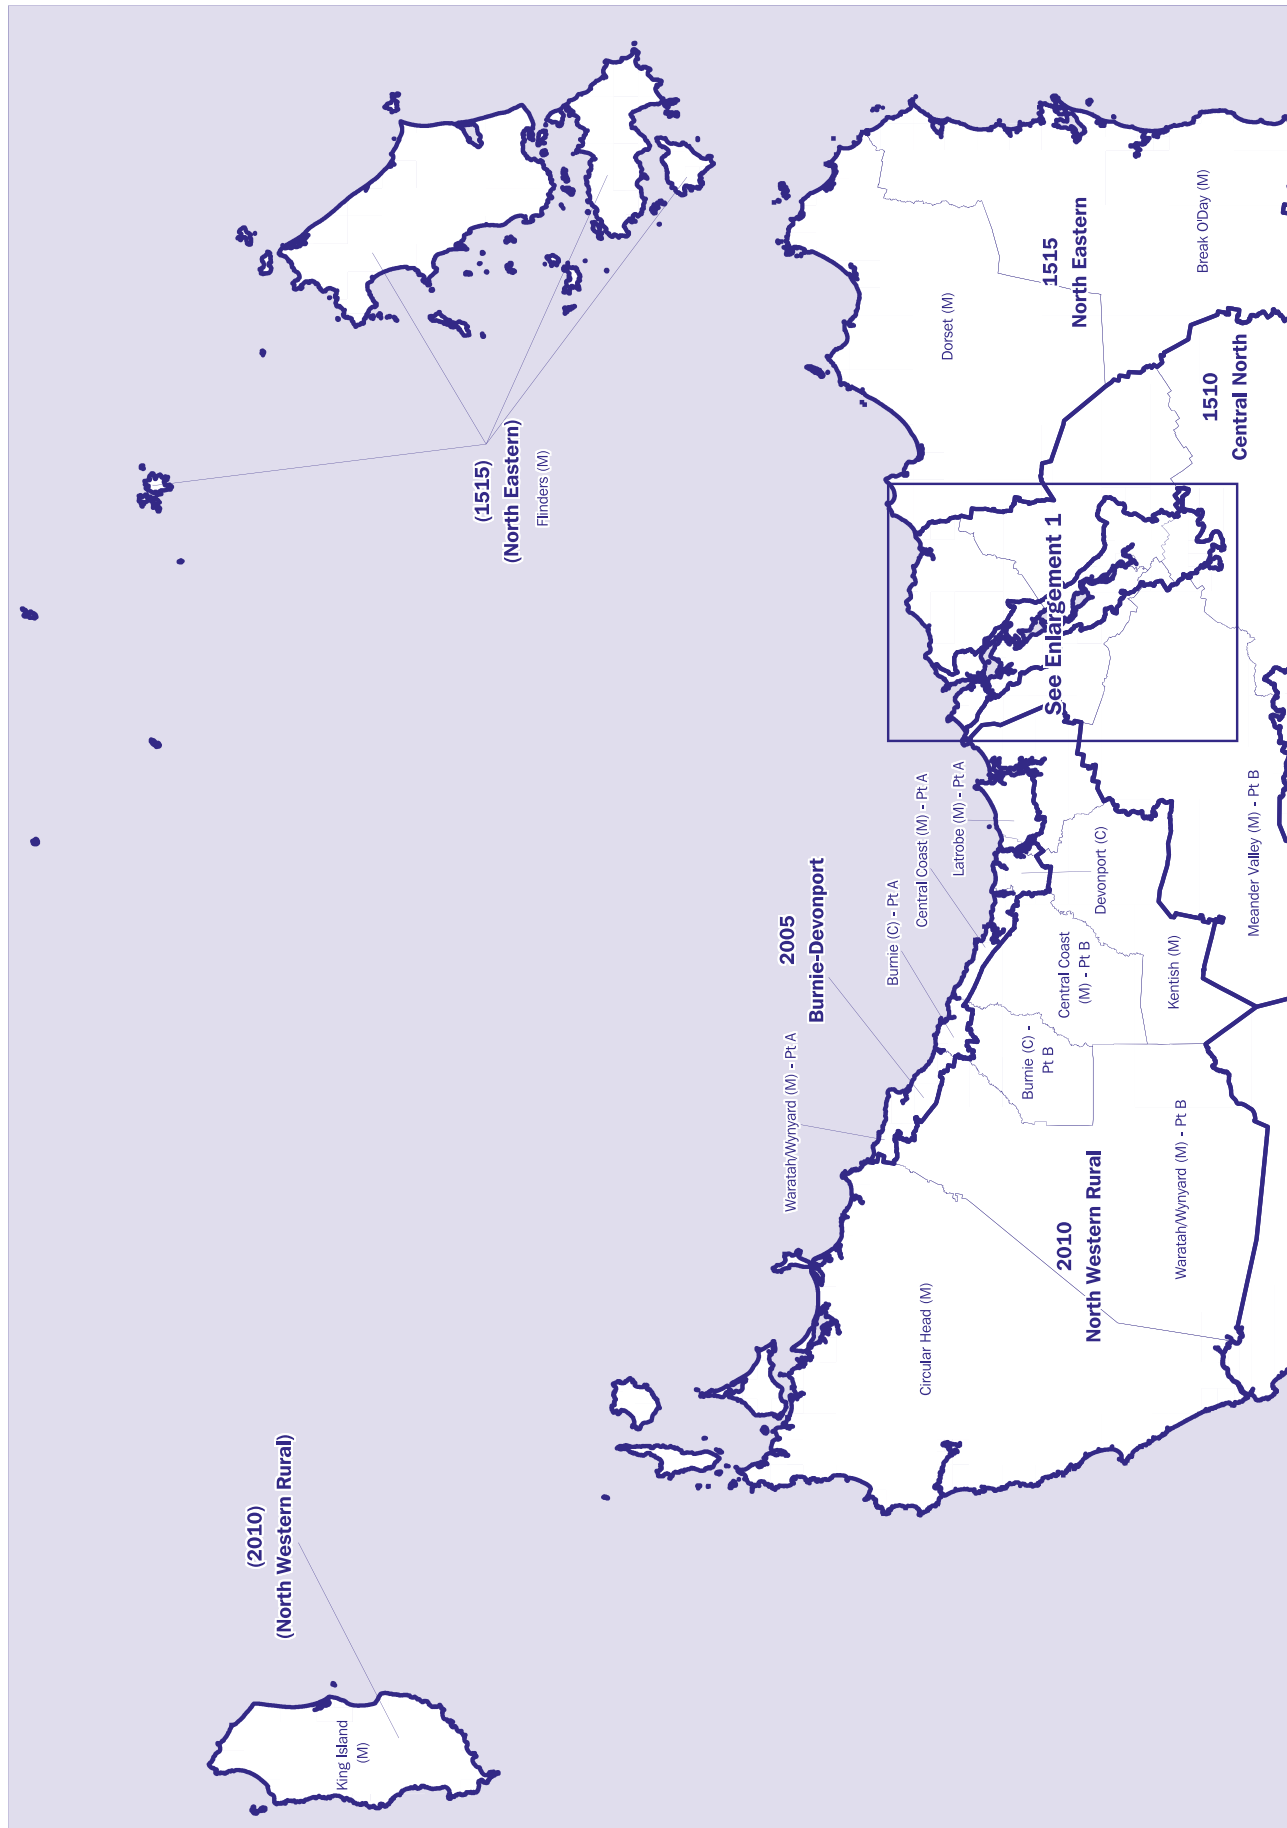 (2010)
(North Western Rural)
King Island
(M)
(1515)
(North Eastern)
Flinders (M)
2005
Burnie-Devonport
Waratah/Wynyard (M) - Pt A
Burnie (C) - Pt A
Central Coast (M) - Pt A
Latrobe (M) - Pt A
Circular Head (M)
2010
North Western Rural
Waratah/Wynyard (M) - Pt B
Burnie (C) -
Pt B
Central Coast
(M) - Pt B
Devonport (C)
Kentish (M)
Meander Valley (M) - Pt B
See Enlargement 1
Dorset (M)
1515
North Eastern
Break O'Day (M)
1510
Central North